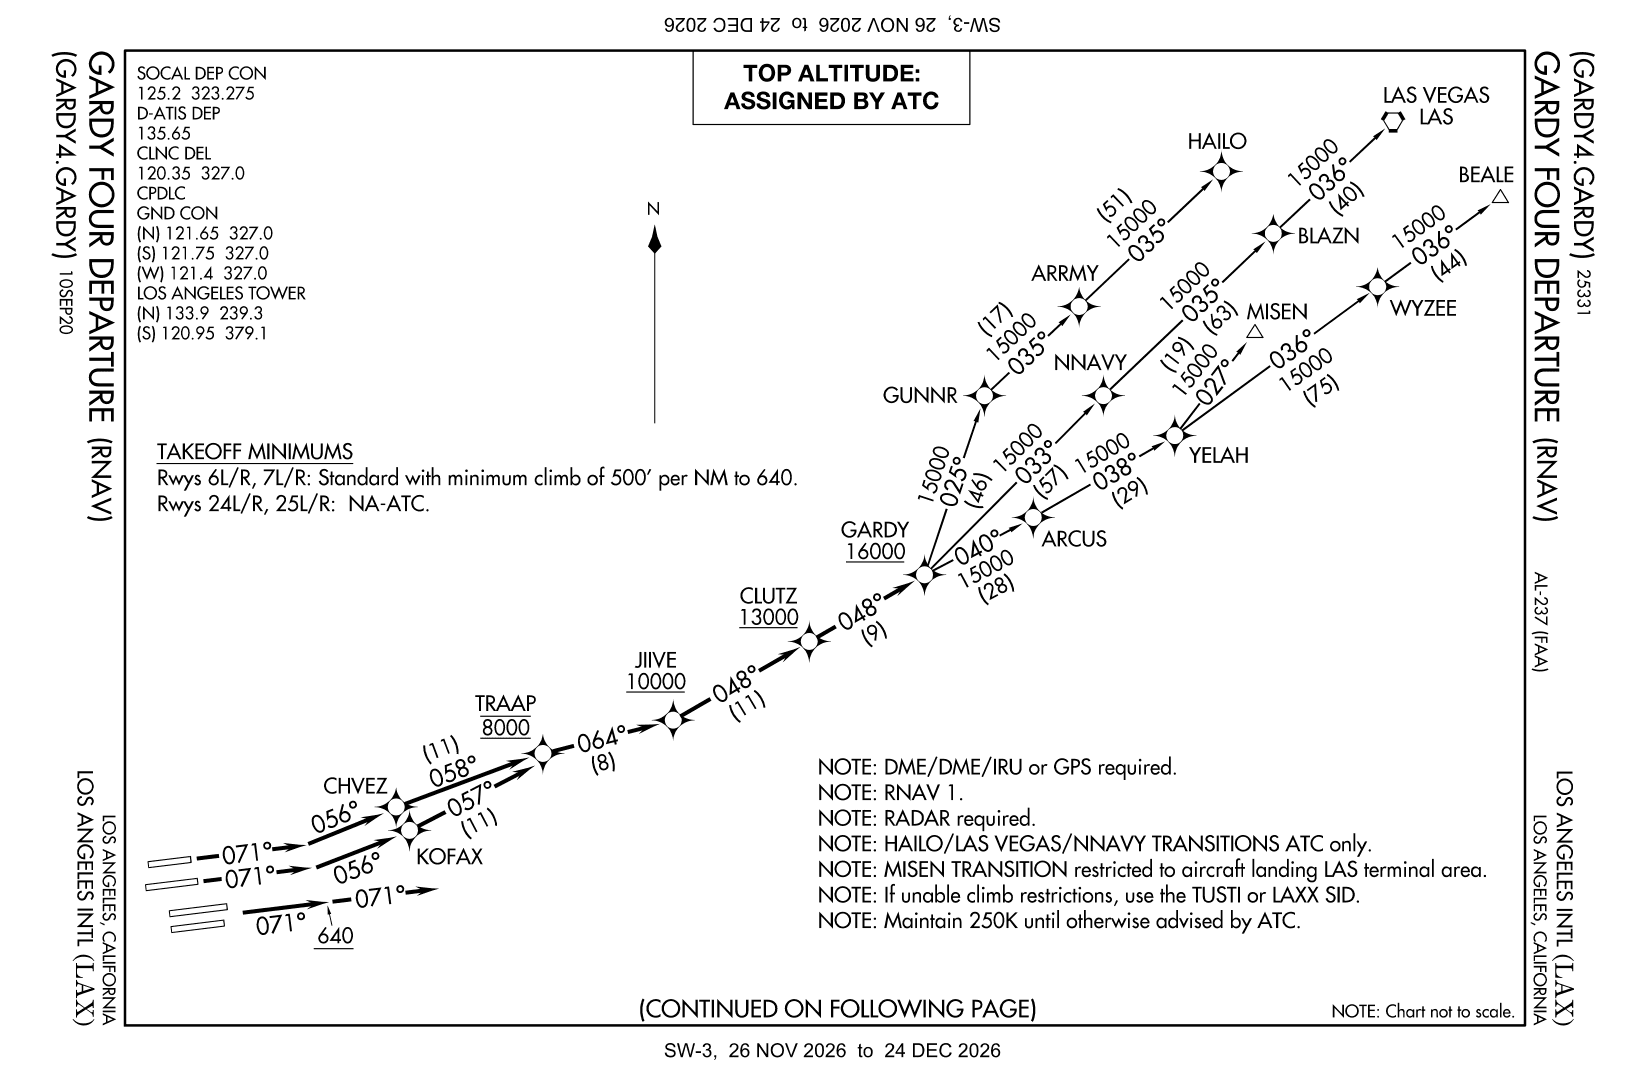 SW-3, 26 NOV 2026 to 24 DEC 2026
(GARDY4.GARDY) 10SEP20
GARDY FOUR DEPARTURE (RNAV)
LOS ANGELES INTL (LAX)
LOS ANGELES, CALIFORNIA
SOCAL DEP CON
125.2 323.275
D-ATIS DEP
135.65
CLNC DEL
120.35 327.0
CPDLC
GND CON
(N) 121.65 327.0
(S) 121.75 327.0
(W) 121.4 327.0
LOS ANGELES TOWER
(N) 133.9 239.3
(S) 120.95 379.1
TOP ALTITUDE:
ASSIGNED BY ATC
N
TAKEOFF MINIMUMS
Rwys 6L/R, 7L/R: Standard with minimum climb of 500′ per NM to 640.
Rwys 24L/R, 25L/R: NA-ATC.
LAS VEGAS
LAS
15000
036°
(40)
HAILO
(51)
15000
035°
BEALE
15000
036°
(44)
BLAZN
15000
035°
(63)
ARRMY
(17)
15000
035°
MISEN
(19)
15000
027°
WYZEE
036°
15000
(75)
NNAVY
15000
033°
(57)
GUNNR
15000
025°
(46)
YELAH
15000
038°
(29)
ARCUS
040°
15000
(28)
GARDY
16000
048°
(9)
CLUTZ
13000
048°
(11)
JIIVE
10000
064°
(8)
TRAAP
8000
(11)
058°
057°
(11)
CHVEZ
056°
KOFAX
056°
071°
071°
071°
071°
640
NOTE: DME/DME/IRU or GPS required.
NOTE: RNAV 1.
NOTE: RADAR required.
NOTE: HAILO/LAS VEGAS/NNAVY TRANSITIONS ATC only.
NOTE: MISEN TRANSITION restricted to aircraft landing LAS terminal area.
NOTE: If unable climb restrictions, use the TUSTI or LAXX SID.
NOTE: Maintain 250K until otherwise advised by ATC.
(CONTINUED ON FOLLOWING PAGE)
NOTE: Chart not to scale.
(GARDY4.GARDY) 25331
GARDY FOUR DEPARTURE (RNAV)
AL-237 (FAA)
LOS ANGELES INTL (LAX)
LOS ANGELES, CALIFORNIA
SW-3, 26 NOV 2026 to 24 DEC 2026